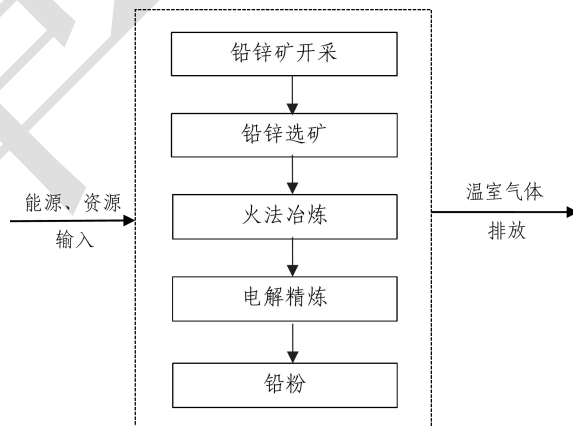 铅锌矿开采
铅锌选矿
能源、资源
输入
火法冶炼
温室气体
排放
电解精炼
铅粉